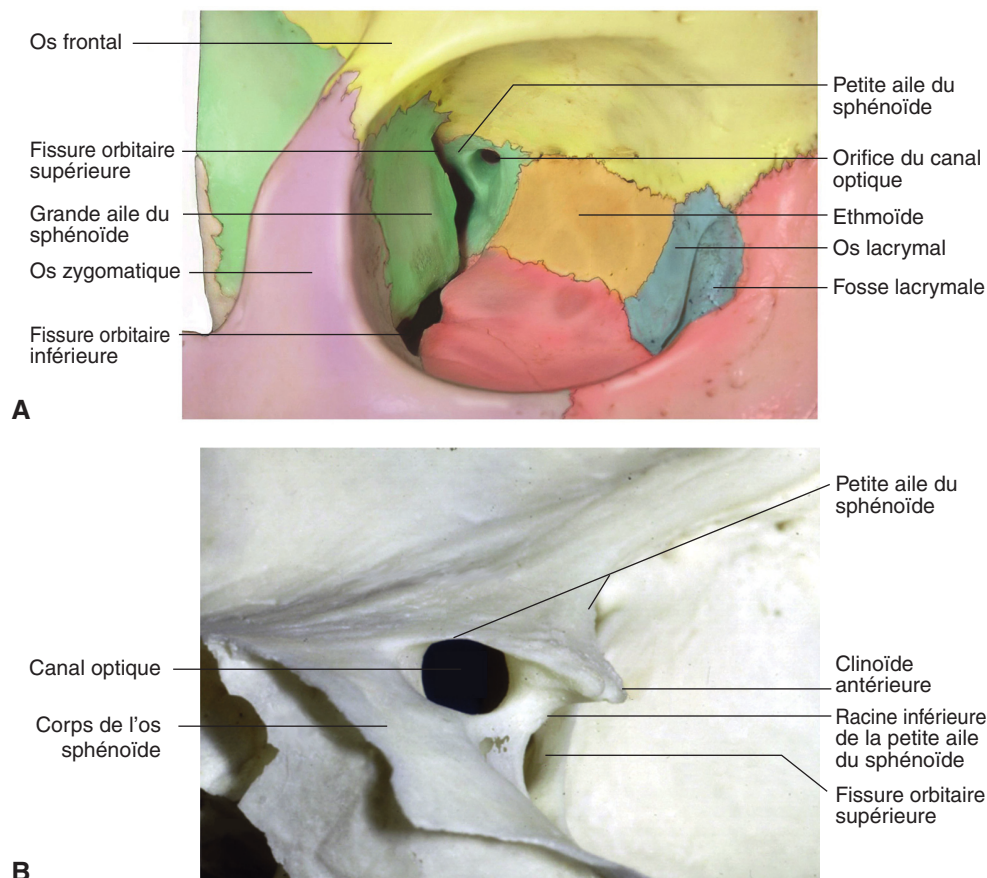 Os frontal
Fissure orbitaire
supérieure
Grande aile du
sphénoïde
Os zygomatique
Fissure orbitaire
inférieure
Petite aile du
sphénoïde
Orifice du canal
optique
Ethmoïde
Os lacrymal
Fosse lacrymale
A
Canal optique
Corps de l'os
sphénoïde
Petite aile du
sphénoïde
Clinoïde
antérieure
Racine inférieure
de la petite aile
du sphénoïde
Fissure orbitaire
supérieure
B